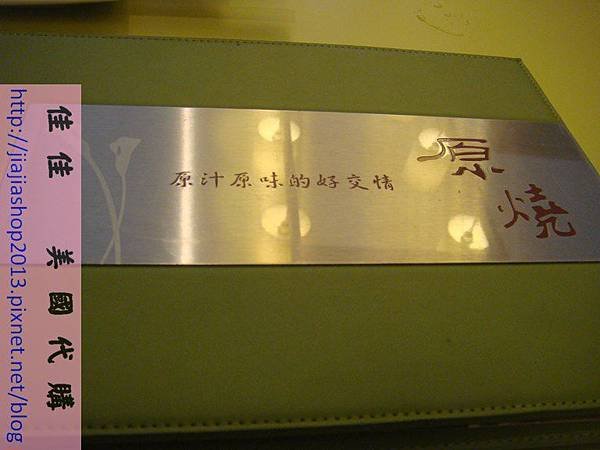 原燒
原汁原味的好交情
佳佳 美國代購
http://jiajiashop2013.pixnet.net/blog